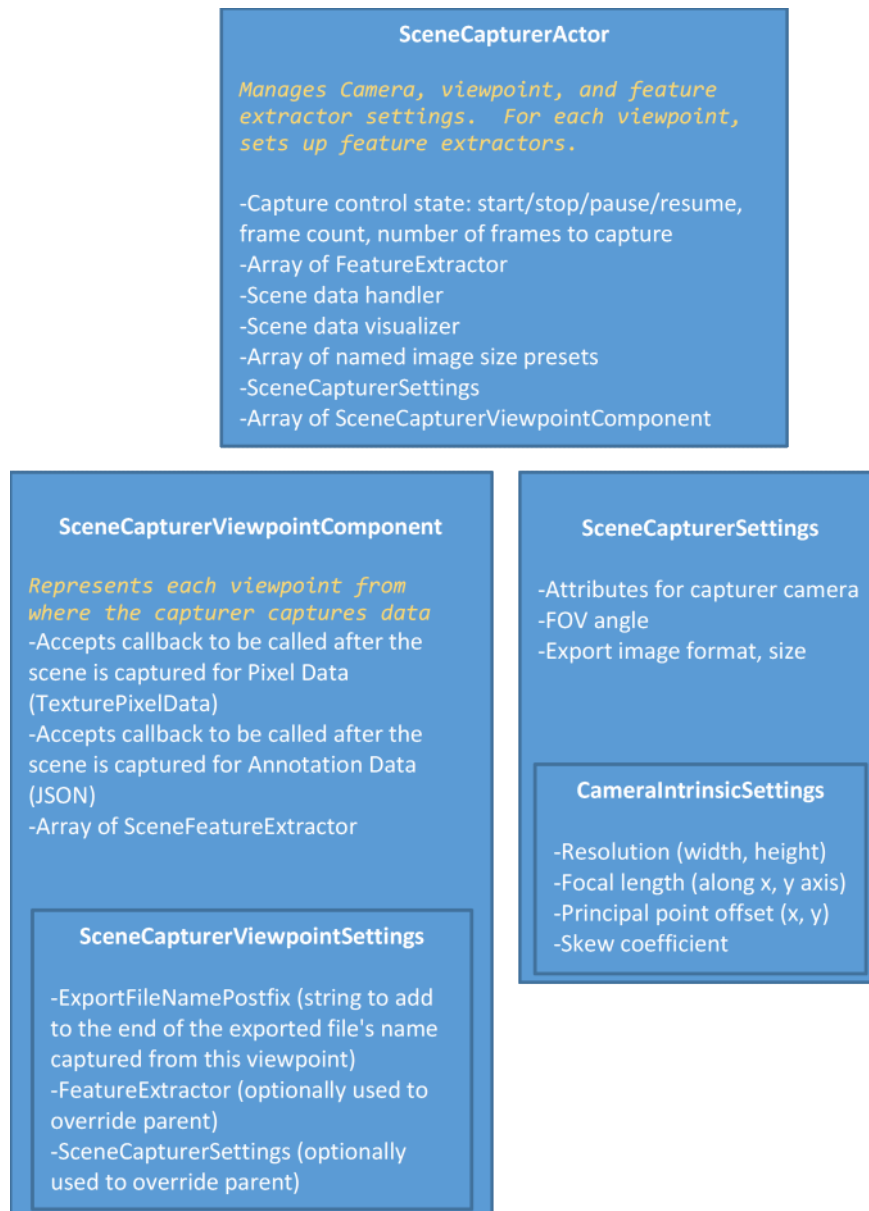 SceneCapturerActor
Manages Camera, viewpoint, and feature
extractor settings.  For each viewpoint,
sets up feature extractors.
-Capture control state: start/stop/pause/resume,
frame count, number of frames to capture
-Array of FeatureExtractor
-Scene data handler
-Scene data visualizer
-Array of named image size presets
-SceneCapturerSettings
-Array of SceneCapturerViewpointComponent
SceneCapturerViewpointComponent
Represents each viewpoint from
where the capturer captures data
-Accepts callback to be called after the
scene is captured for Pixel Data
(TexturePixelData)
-Accepts callback to be called after the
scene is captured for Annotation Data
(JSON)
-Array of SceneFeatureExtractor
SceneCapturerViewpointSettings
-ExportFileNamePostfix (string to add
to the end of the exported file's name
captured from this viewpoint)
-FeatureExtractor (optionally used to
override parent)
-SceneCapturerSettings (optionally
used to override parent)
SceneCapturerSettings
-Attributes for capturer camera
-FOV angle
-Export image format, size
CameraIntrinsicSettings
-Resolution (width, height)
-Focal length (along x, y axis)
-Principal point offset (x, y)
-Skew coefficient